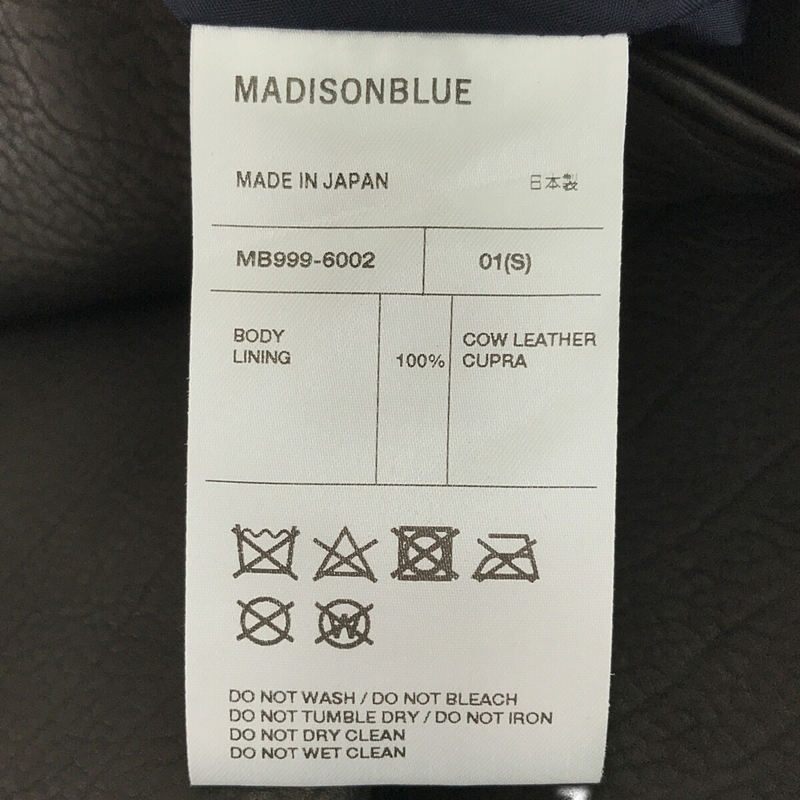 MADISONBLUE
MADE IN JAPAN 日本製
MB999-6002 01(S)
BODY COW LEATHER
LINING 100% CUPRA
W
DO NOT WASH / DO NOT BLEACH
DO NOT TUMBLE DRY / DO NOT IRON
DO NOT DRY CLEAN
DO NOT WET CLEAN